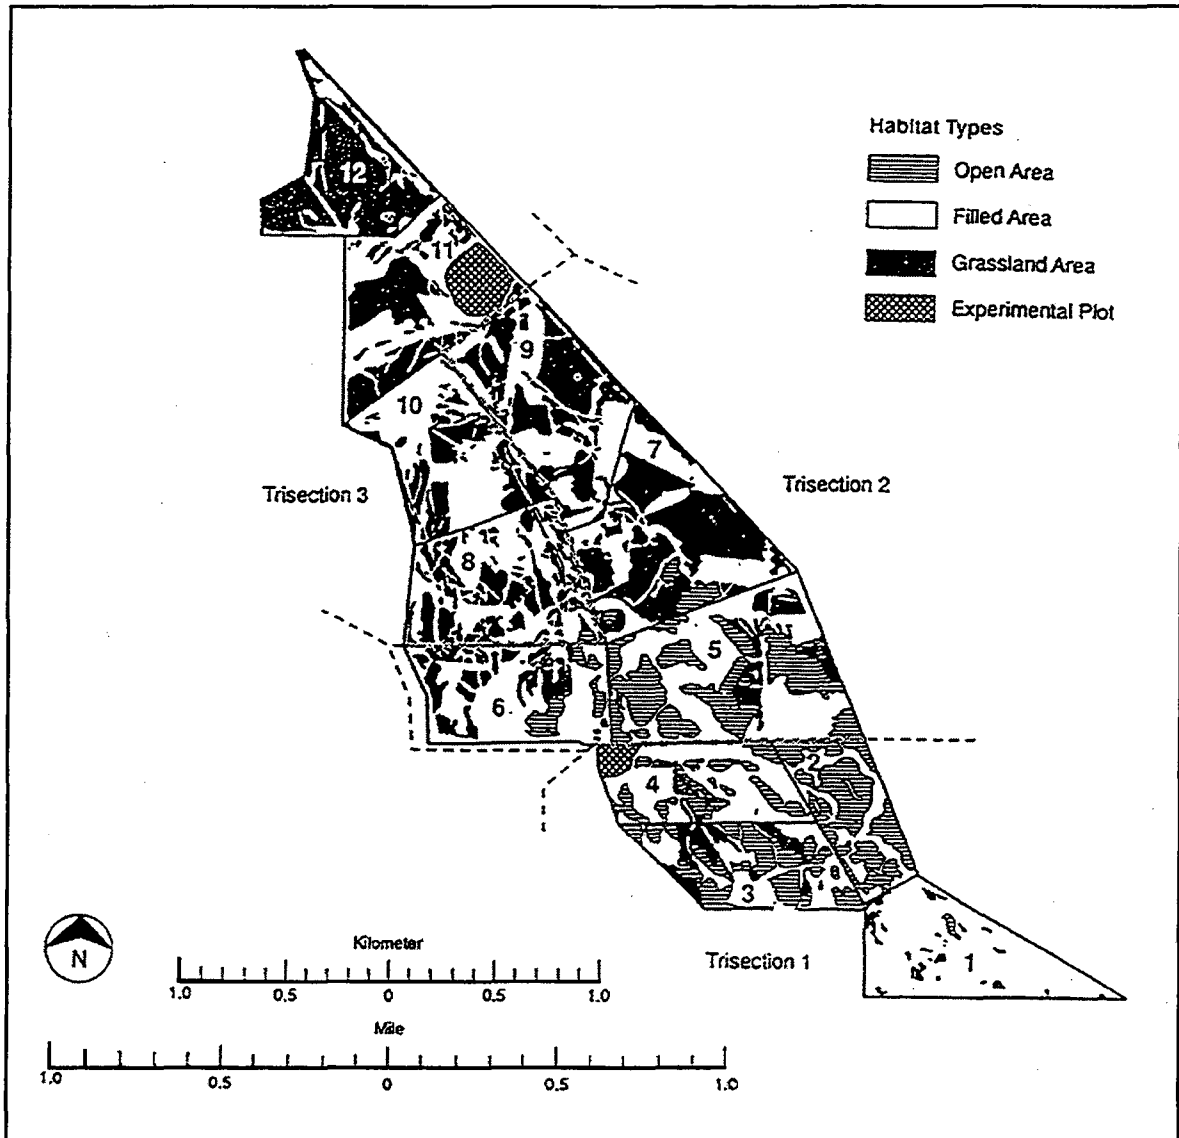 Habitat Types
Open Area
Filled Area
Grassland Area
Experimental Plot
12
11
9
10
7
Trisection 3
Trisection 2
8
5
6
2
4
3
1
N
Kilometer
Trisection 1
1.0 0.5 0 0.5 1.0
Mile
1.0 0.5 0 0.5 1.0